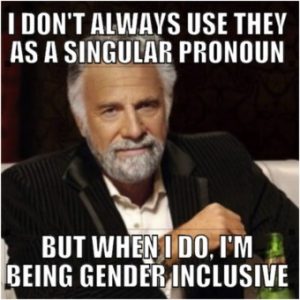 I DON'T ALWAYS USE THEY
AS A SINGULAR PRONOUN
BUT WHEN I DO, I'M
BEING GENDER INCLUSIVE